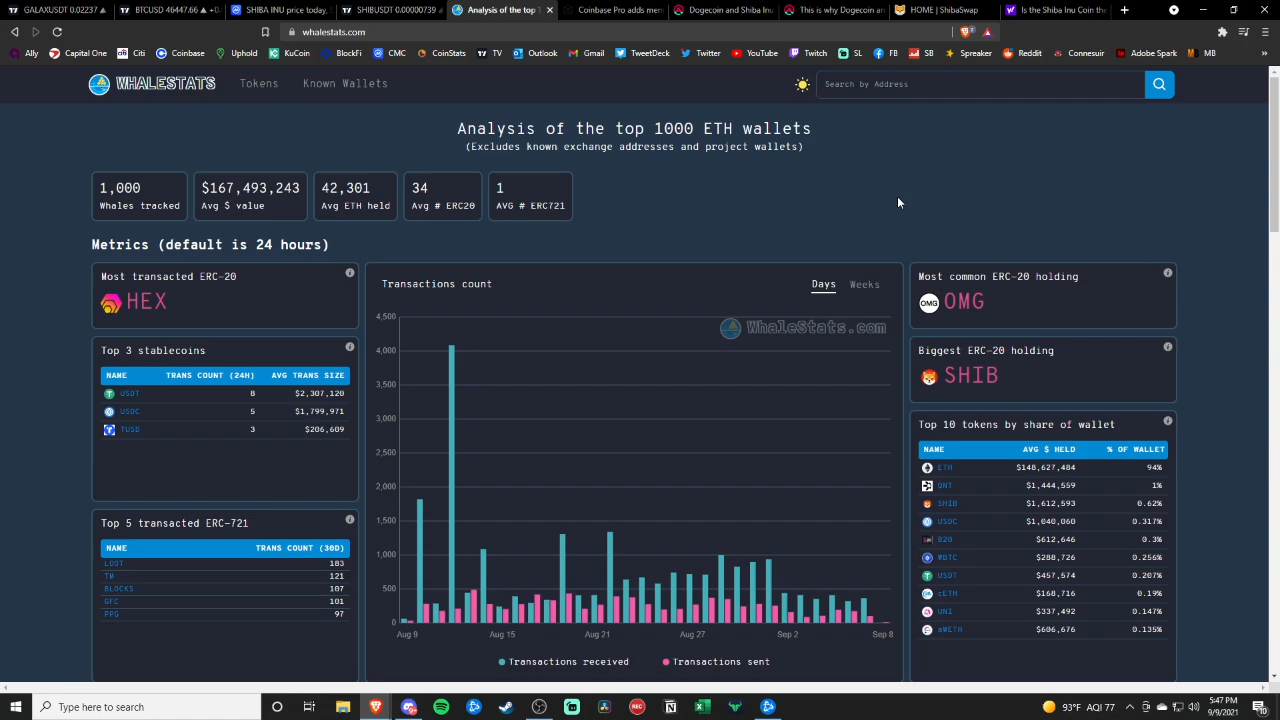 GALAXUSDT 0.02237
BTCUSD 46447.66
SHIBA INU price today,
SHIBUSDT 0.00000739
Analysis of the top 1
Coinbase Pro adds mem
Dogecoin and Shiba Inu
This is why Dogecoin an
HOME | ShibaSwap
Is the Shiba Inu Coin the
whalestats.com
Ally
Capital One
Citi
Coinbase
Uphold
KuCoin
BlockFi
CMC
CoinStats
TV
Outlook
Gmail
TweetDeck
Twitter
YouTube
Twitch
SL
FB
SB
Spreaker
Reddit
Connesuir
Adobe Spark
MB
WHALESTATS
Tokens
Known Wallets
Search by Address
Analysis of the top 1000 ETH wallets
(Excludes known exchange addresses and project wallets)
1,000
Whales tracked
$167,493,243
Avg $ value
42,301
Avg ETH held
34
Avg # ERC20
1
AVG # ERC721
Metrics (default is 24 hours)
Most transacted ERC-20
HEX
Top 3 stablecoins
NAME TRANS COUNT (24H) AVG TRANS SIZE
USDT 8 $2,307,120
USDC 5 $1,799,971
TUSD 3 $206,609
Top 5 transacted ERC-721
NAME TRANS COUNT (30D)
LOOT 183
TM 121
BLOCKS 107
GFC 101
PPG 97
Transactions count
Days Weeks
WhaleStats.com
4,500
4,000
3,500
3,000
2,500
2,000
1,500
1,000
500
0
Aug 9 Aug 15 Aug 21 Aug 27 Sep 2 Sep 8
Transactions received Transactions sent
Most common ERC-20 holding
OMG OMG
Biggest ERC-20 holding
SHIB
Top 10 tokens by share of wallet
NAME AVG $ HELD % OF WALLET
ETH $148,627,484 94%
QNT $1,444,559 1%
SHIB $1,612,593 0.62%
USDC $1,040,060 0.317%
B20 $612,646 0.3%
WBTC $288,726 0.256%
USDT $457,574 0.207%
cETH $168,716 0.19%
UNI $337,492 0.147%
aWETH $606,676 0.135%
Type here to search
REC
93°F AQI 77
5:47 PM
9/9/2021
10